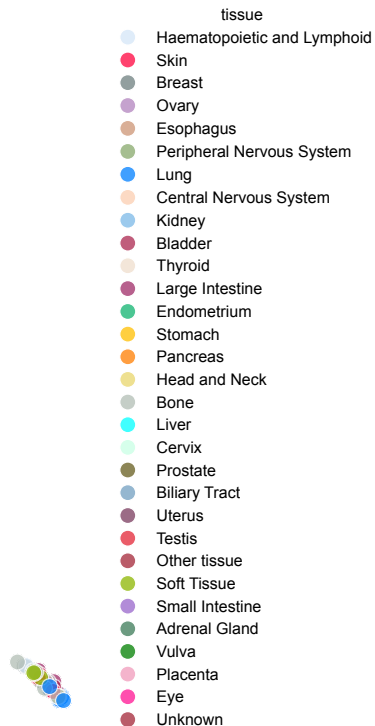 tissue
Haematopoietic and Lymphoid
Skin
Breast
Ovary
Esophagus
Peripheral Nervous System
Lung
Central Nervous System
Kidney
Bladder
Thyroid
Large Intestine
Endometrium
Stomach
Pancreas
Head and Neck
Bone
Liver
Cervix
Prostate
Biliary Tract
Uterus
Testis
Other tissue
Soft Tissue
Small Intestine
Adrenal Gland
Vulva
Placenta
Eye
Unknown